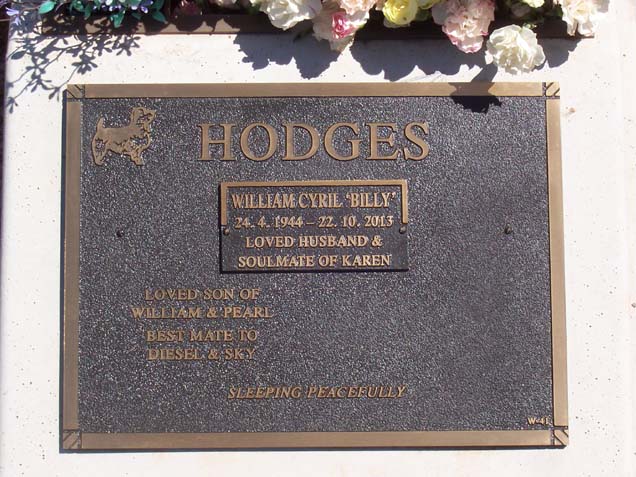 HODGES
WILLIAM CYRIL 'BILLY'
24. 4. 1944 – 22. 10. 2013
LOVED HUSBAND &
SOULMATE OF KAREN
LOVED SON OF
WILLIAM & PEARL
BEST MATE TO
DIESEL & SKY
SLEEPING PEACEFULLY
W-41